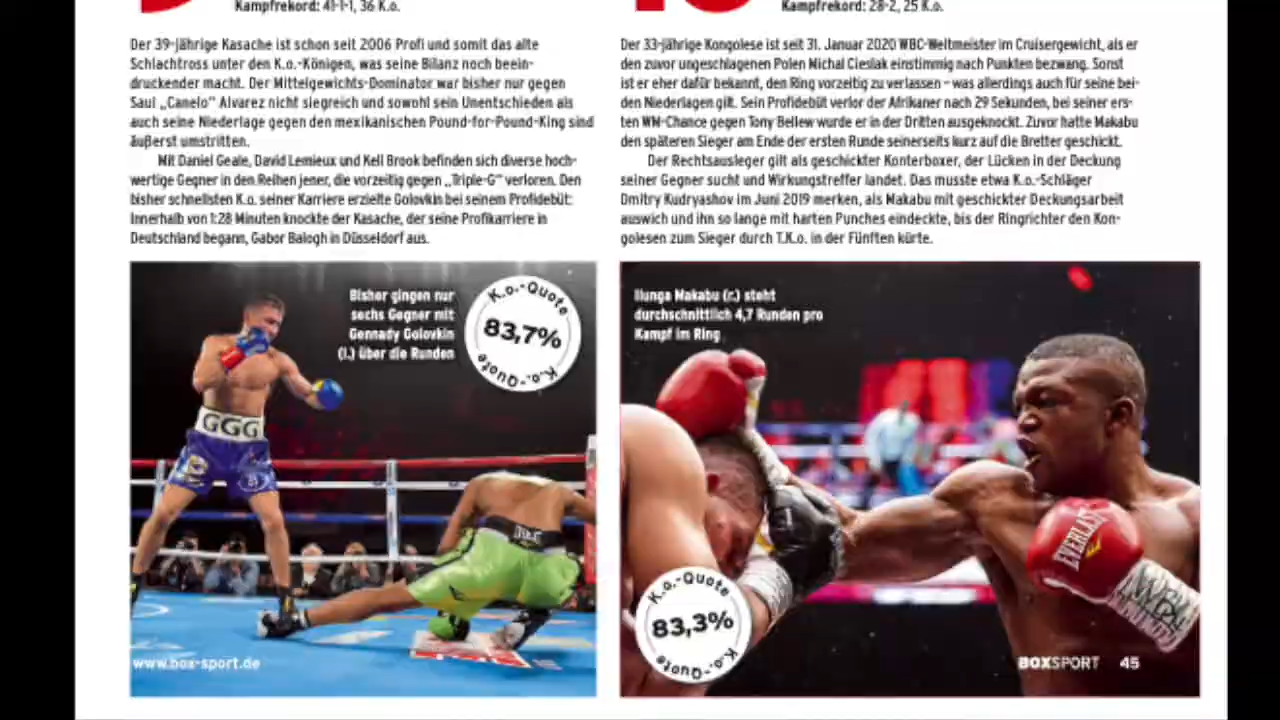 Kampfrekord: 41-1-1, 36 K.o.
Der 39-jährige Kasache ist schon seit 2006 Profi und somit das alte
Schlachtross unter den K.o.-Königen, was seine Bilanz noch beein-
druckender macht. Der Mittelgewichts-Dominator war bisher nur gegen
Saul „Canelo" Alvarez nicht siegreich und sowohl sein Unentschieden als
auch seine Niederlage gegen den mexikanischen Pound-for-Pound-King sind
äußerst umstritten.
Mit Daniel Geale, David Lemieux und Kell Brook befinden sich diverse hoch-
wertige Gegner in den Reihen jener, die vorzeitig gegen „Triple-G" verloren. Den
bisher schnellsten K.o. seiner Karriere erzielte Golovkin bei seinem Profidebüt:
Innerhalb von 1:28 Minuten knockte der Kasache, der seine Profikarriere in
Deutschland begann, Gabor Balogh in Düsseldorf aus.
Bisher gingen nur
sechs Gegner mit
Gennady Golovkin
(l.) über die Runden
K.o.-Quote
83,7%
K.o.-Quote
GGG
www.box-sport.de
Kampfrekord: 28-2, 25 K.o.
Der 33-jährige Kongolese ist seit 31. Januar 2020 WBC-Weltmeister im Cruisergewicht, als er
den zuvor ungeschlagenen Polen Michal Cieslak einstimmig nach Punkten bezwang. Sonst
ist er eher dafür bekannt, den Ring vorzeitig zu verlassen – was allerdings auch für seine bei-
den Niederlagen gilt. Sein Profidebüt verlor der Afrikaner nach 29 Sekunden, bei seiner ers-
ten WM-Chance gegen Tony Bellew wurde er in der Dritten ausgeknockt. Zuvor hatte Makabu
den späteren Sieger am Ende der ersten Runde seinerseits kurz auf die Bretter geschickt.
Der Rechtsausleger gilt als geschickter Konterboxer, der Lücken in der Deckung
seiner Gegner sucht und Wirkungstreffer landet. Das musste etwa K.o.-Schläger
Dmitry Kudryashov im Juni 2019 merken, als Makabu mit geschickter Deckungsarbeit
auswich und ihn so lange mit harten Punches eindeckte, bis der Ringrichter den Kon-
golesen zum Sieger durch T.K.o. in der Fünften kürte.
Ilunga Makabu (r.) steht
durchschnittlich 4,7 Runden pro
Kampf im Ring
EVERLAST
K.o.-Quote
83,3%
K.o.-Quote
BOXSPORT 45